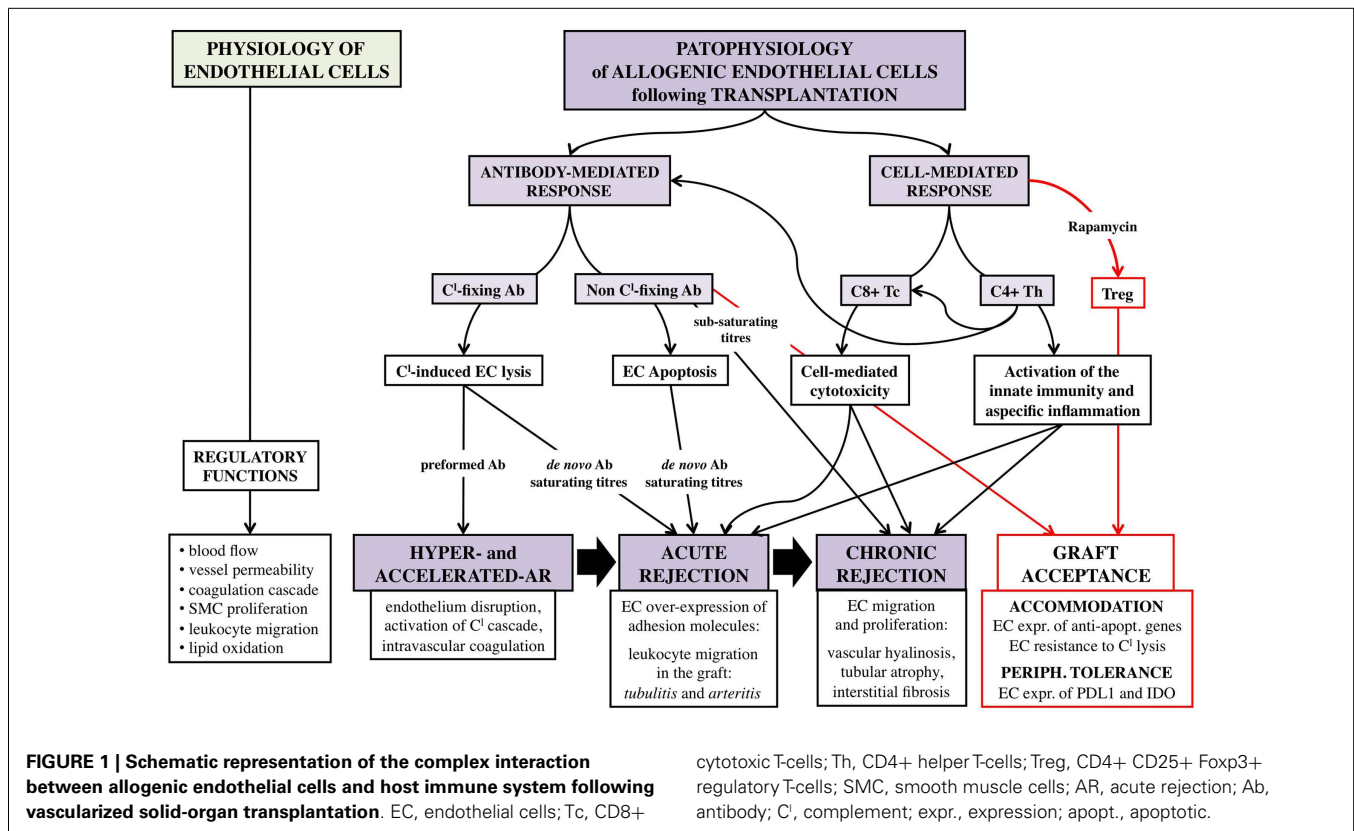 PHYSIOLOGY OF
ENDOTHELIAL CELLS
PATOPHYSIOLOGY
of ALLOGENIC ENDOTHELIAL CELLS
following TRANSPLANTATION
ANTIBODY-MEDIATED
RESPONSE
CELL-MEDIATED
RESPONSE
Rapamycin
C^I-fixing Ab
Non C^I-fixing Ab
C8+ Tc
C4+ Th
Treg
sub-saturating
titres
C^I-induced EC lysis
EC Apoptosis
Cell-mediated
cytotoxicity
Activation of the
innate immunity and
aspecific inflammation
REGULATORY
FUNCTIONS
preformed Ab
de novo Ab
saturating titres
de novo Ab
saturating titres
• blood flow
• vessel permeability
• coagulation cascade
• SMC proliferation
• leukocyte migration
• lipid oxidation
HYPER- and
ACCELERATED-AR
endothelium disruption,
activation of C^I cascade,
intravascular coagulation
ACUTE
REJECTION
EC over-expression of
adhesion molecules:
leukocyte migration
in the graft:
tubulitis and arteritis
CHRONIC
REJECTION
EC migration
and proliferation:
vascular hyalinosis,
tubular atrophy,
interstitial fibrosis
GRAFT
ACCEPTANCE
ACCOMMODATION
EC expr. of anti-apopt. genes
EC resistance to C^I lysis
PERIPH. TOLERANCE
EC expr. of PDL1 and IDO
FIGURE 1 | Schematic representation of the complex interaction
between allogenic endothelial cells and host immune system following
vascularized solid-organ transplantation. EC, endothelial cells; Tc, CD8+
cytotoxic T-cells; Th, CD4+ helper T-cells; Treg, CD4+ CD25+ Foxp3+
regulatory T-cells; SMC, smooth muscle cells; AR, acute rejection; Ab,
antibody; C^I, complement; expr., expression; apopt., apoptotic.